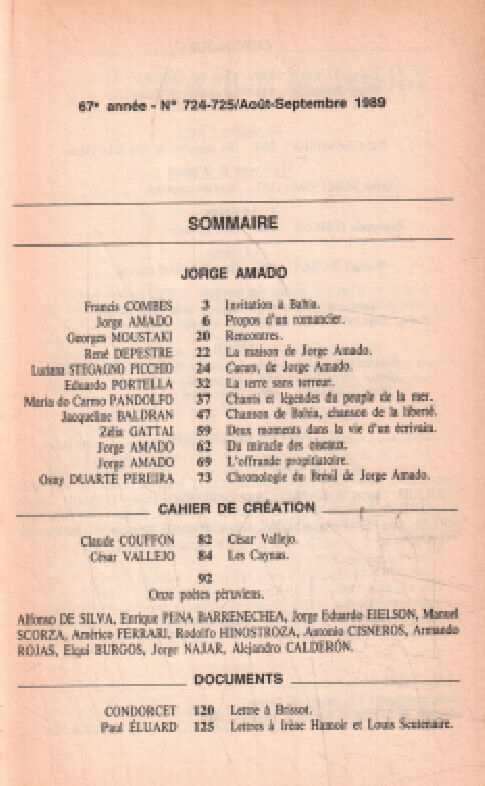 67e année - N° 724-725/Août-Septembre 1989
SOMMAIRE
JORGE AMADO
Francis COMBES 3 Invitation à Bahia.
Jorge AMADO 6 Propos d'un romancier.
Georges MOUSTAKI 20 Rencontres.
René DEPESTRE 22 La maison de Jorge Amado.
Luciana STEGAGNO PICCHIO 24 Cacao, de Jorge Amado.
Eduardo PORTELLA 32 La terre sans terreur.
Maria do Carmo PANDOLFO 37 Chants et légendes du peuple de la mer.
Jacqueline BALDRAN 47 Chanson de Bahia, chanson de la liberté.
Zélia GATTAI 59 Deux moments dans la vie d'un écrivain.
Jorge AMADO 62 Du miracle des oiseaux.
Jorge AMADO 69 L'offrande propitiatoire.
Osny DUARTE PEREIRA 73 Chronologie du Brésil de Jorge Amado.
CAHIER DE CRÉATION
Claude COUFFON 82 César Vallejo.
César VALLEJO 84 Les Caynas.
92
Onze poètes péruviens.
Alfonso DE SILVA, Enrique PENA BARRENECHEA, Jorge Eduardo EIELSON, Manuel
SCORZA, Américo FERRARI, Rodolfo HINOSTROZA, Antonio CISNEROS, Armando
ROJAS, Elqui BURGOS, Jorge NAJAR, Alejandro CALDERÓN.
DOCUMENTS
CONDORCET 120 Lettre à Brissot.
Paul ÉLUARD 125 Lettres à Irène Hamoir et Louis Scutenaire.